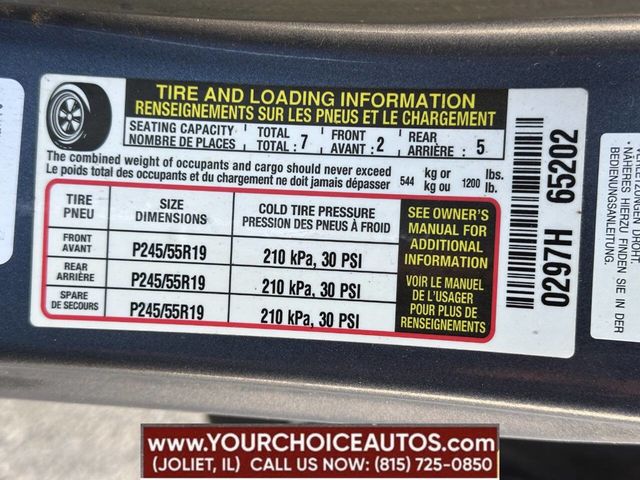 TIRE AND LOADING INFORMATION
RENSEIGNEMENTS SUR LES PNEUS ET LE CHARGEMENT
SEATING CAPACITY TOTAL FRONT REAR
NOMBRE DE PLACES TOTAL : 7 AVANT : 2 ARRIÈRE : 5
The combined weight of occupants and cargo should never exceed 544 kg or 1200 lbs.
Le poids total des occupants et du chargement ne doit jamais dépasser kg ou lb.
TIRE SIZE COLD TIRE PRESSURE
PNEU DIMENSIONS PRESSION DES PNEUS À FROID
FRONT
AVANT P245/55R19 210 kPa, 30 PSI
REAR
ARRIÈRE P245/55R19 210 kPa, 30 PSI
SPARE
DE SECOURS P245/55R19 210 kPa, 30 PSI
SEE OWNER'S
MANUAL FOR
ADDITIONAL
INFORMATION
VOIR LE MANUEL
DE L'USAGER
POUR PLUS DE
RENSEIGNEMENTS
0297H 65202
VERLETZUNGEN DROHT.
NÄHERES HIERZU FINDEN SIE IN DER
BEDIENUNGSANLEITUNG.
WWW.YOURCHOICEAUTOS.COM
(JOLIET, IL) CALL US NOW: (815) 725-0850